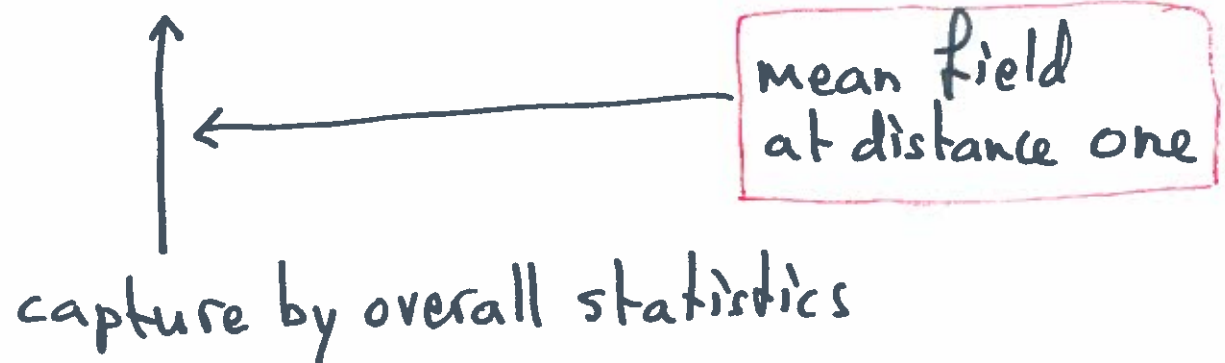 mean field
at distance one
capture by overall statistics